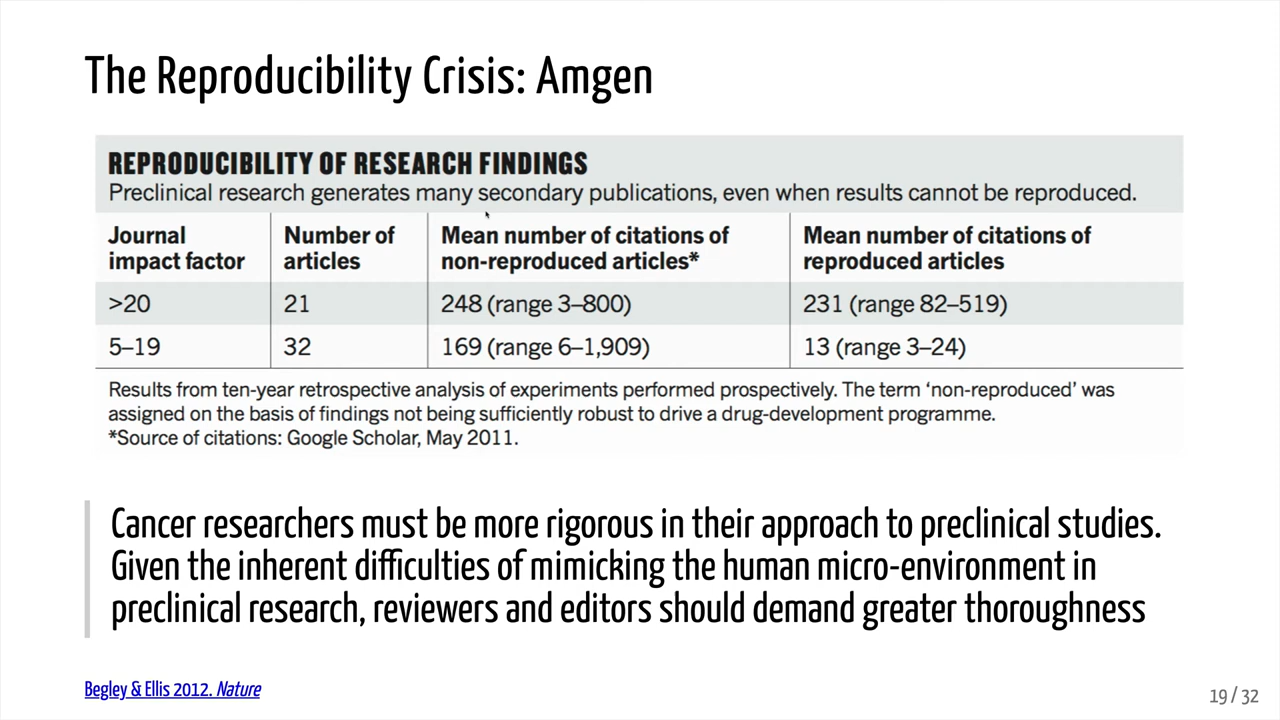 The Reproducibility Crisis: Amgen
REPRODUCIBILITY OF RESEARCH FINDINGS
Preclinical research generates many secondary publications, even when results cannot be reproduced.
Journal impact factor | Number of articles | Mean number of citations of non-reproduced articles* | Mean number of citations of reproduced articles
>20 | 21 | 248 (range 3–800) | 231 (range 82–519)
5–19 | 32 | 169 (range 6–1,909) | 13 (range 3–24)
Results from ten-year retrospective analysis of experiments performed prospectively. The term ‘non-reproduced’ was
assigned on the basis of findings not being sufficiently robust to drive a drug-development programme.
*Source of citations: Google Scholar, May 2011.
Cancer researchers must be more rigorous in their approach to preclinical studies.
Given the inherent difficulties of mimicking the human micro-environment in
preclinical research, reviewers and editors should demand greater thoroughness
Begley & Ellis 2012. Nature
19 / 32